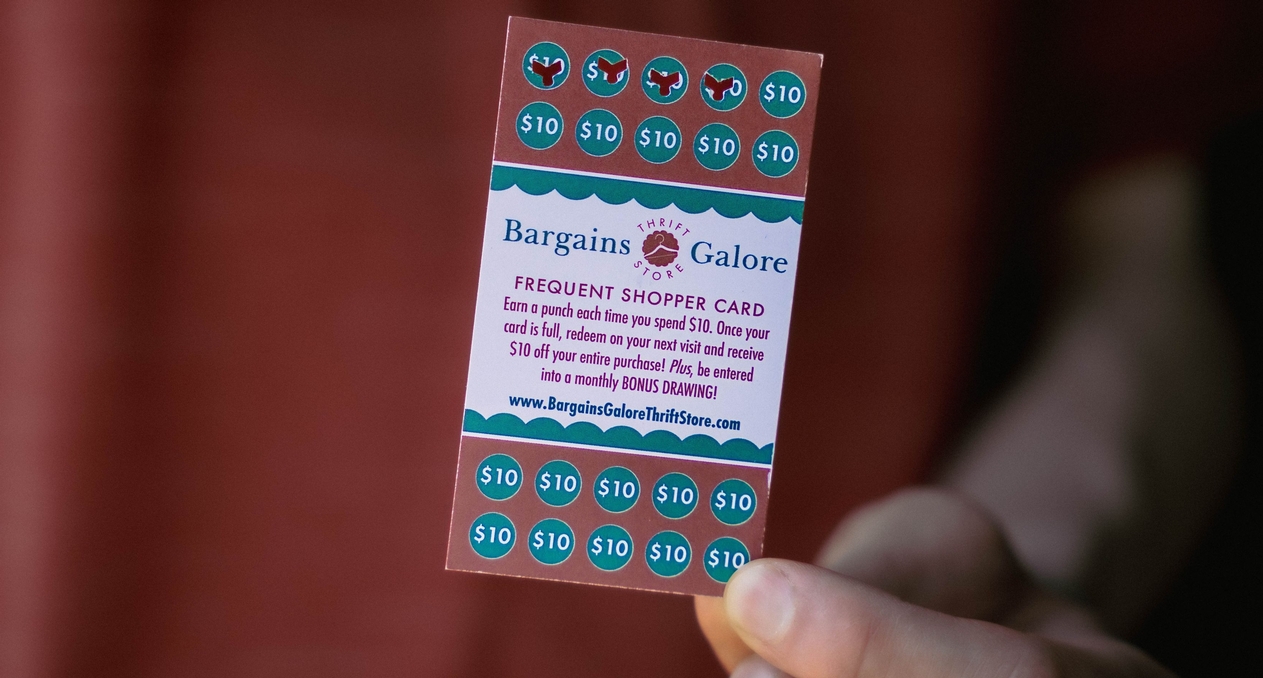 $10 $10 $10 $10 $10
$10 $10 $10 $10 $10
Bargains THRIFT STORE Galore
FREQUENT SHOPPER CARD
Earn a punch each time you spend $10. Once your
card is full, redeem on your next visit and receive
$10 off your entire purchase! Plus, be entered
into a monthly BONUS DRAWING!
www.BargainsGaloreThriftStore.com
$10 $10 $10 $10 $10
$10 $10 $10 $10 $10